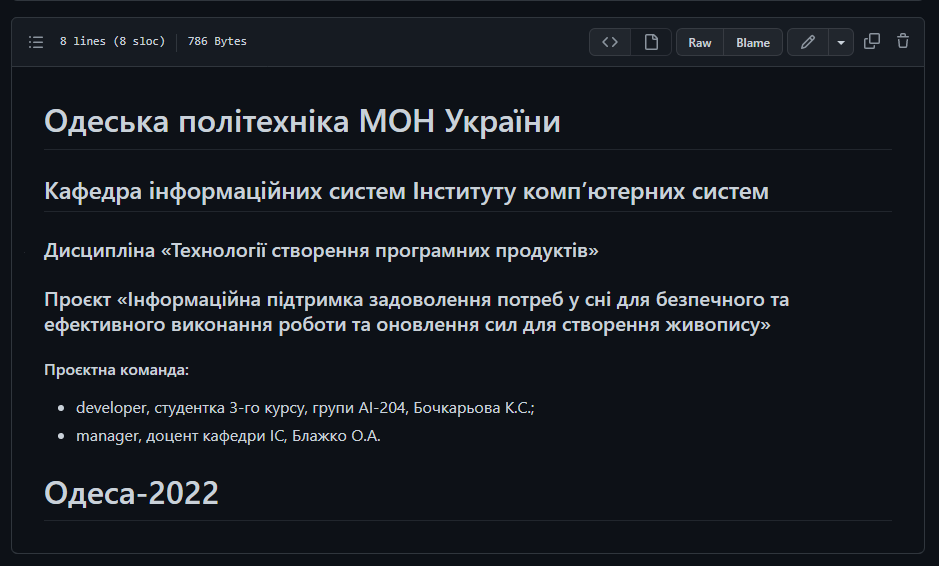 8 lines (8 sloc) 786 Bytes Raw Blame
Одеська політехніка МОН України
Кафедра інформаційних систем Інституту комп’ютерних систем
Дисципліна «Технології створення програмних продуктів»
Проєкт «Інформаційна підтримка задоволення потреб у сні для безпечного та
ефективного виконання роботи та оновлення сил для створення живопису»
Проєктна команда:
developer, студентка 3-го курсу, групи АІ-204, Бочкарьова К.С.;
manager, доцент кафедри ІС, Блажко О.А.
Одеса-2022